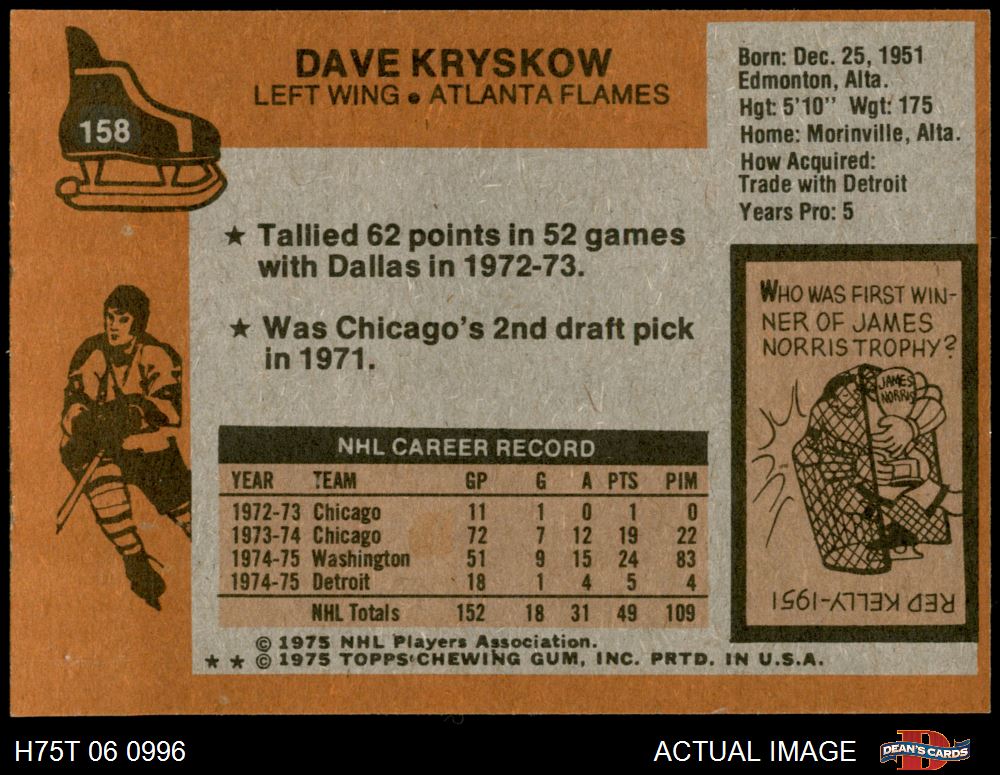 158
DAVE KRYSKOW
LEFT WING • ATLANTA FLAMES
Born: Dec. 25, 1951
Edmonton, Alta.
Hgt: 5'10" Wgt: 175
Home: Morinville, Alta.
How Acquired:
Trade with Detroit
Years Pro: 5
★ Tallied 62 points in 52 games
with Dallas in 1972-73.
★ Was Chicago's 2nd draft pick
in 1971.
NHL CAREER RECORD
YEAR TEAM GP G A PTS PIM
1972-73 Chicago 11 1 0 1 0
1973-74 Chicago 72 7 12 19 22
1974-75 Washington 51 9 15 24 83
1974-75 Detroit 18 1 4 5 4
NHL Totals 152 18 31 49 109
© 1975 NHL Players Association.
★ ★ © 1975 TOPPS CHEWING GUM, INC. PRTD. IN U.S.A.
WHO WAS FIRST WIN-
NER OF JAMES
NORRIS TROPHY?
JAMES
NORRIS
RED KELLY-1951
H75T 06 0996
ACTUAL IMAGE
DEAN'S CARDS